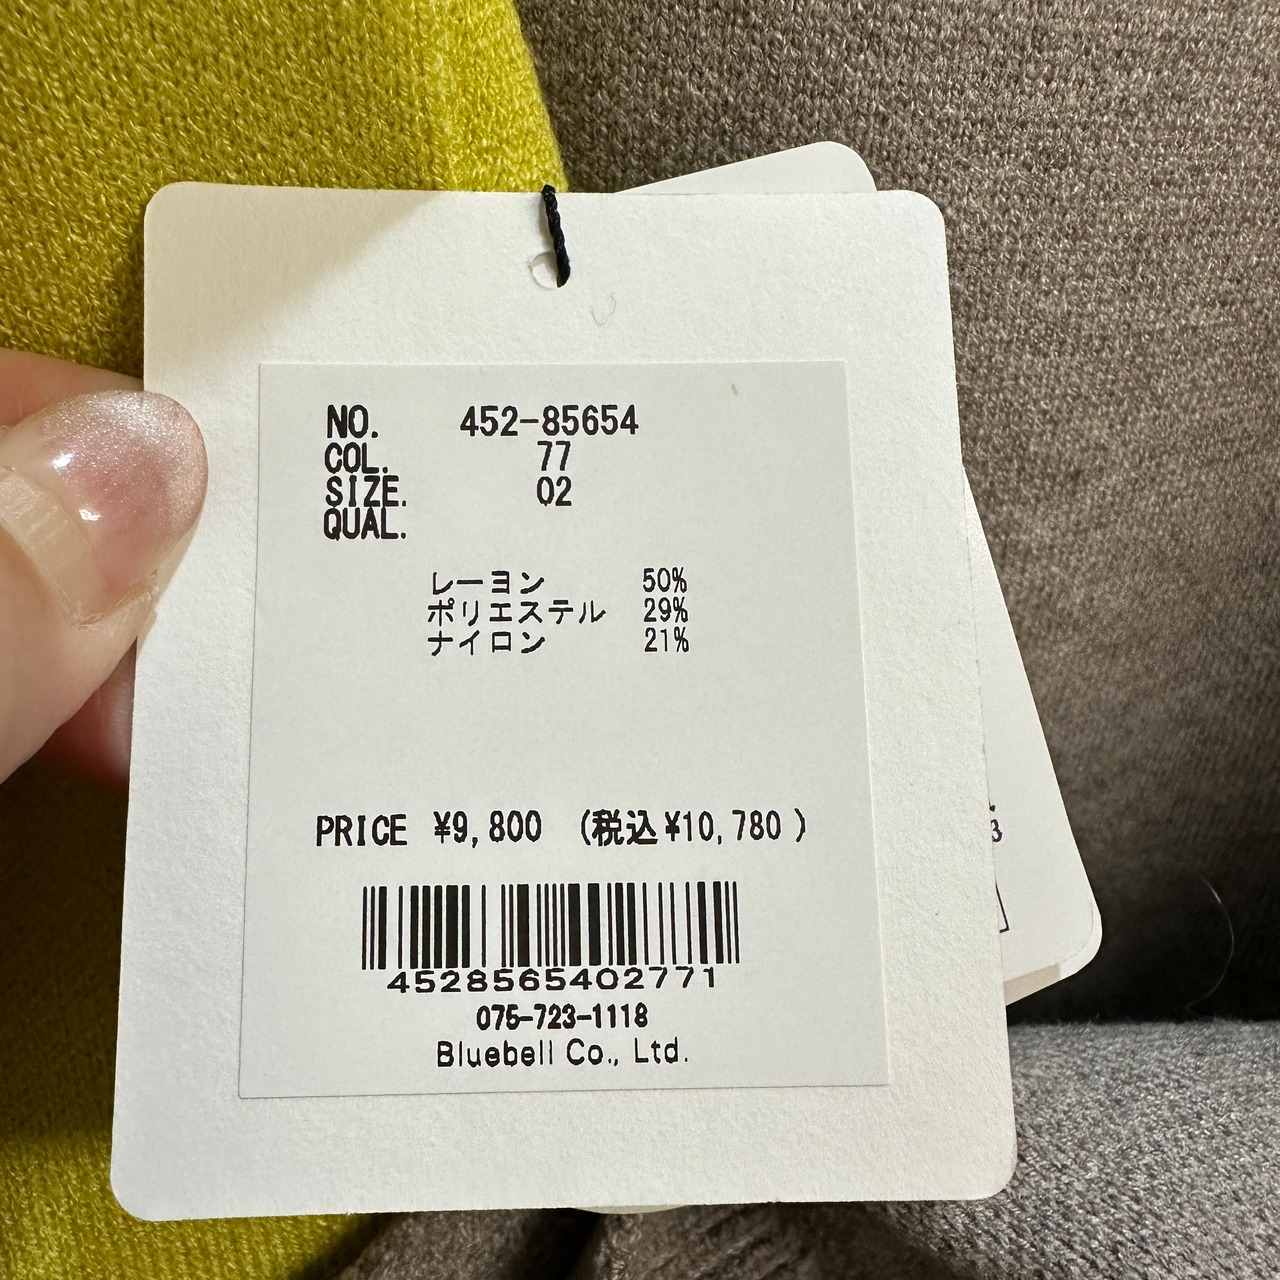 NO. 452-85654
COL. 77
SIZE. 02
QUAL.
レーヨン 50%
ポリエステル 29%
ナイロン 21%
PRICE ¥9,800 (税込¥10,780 )
4528565402771
075-723-1118
Bluebell Co., Ltd.
3